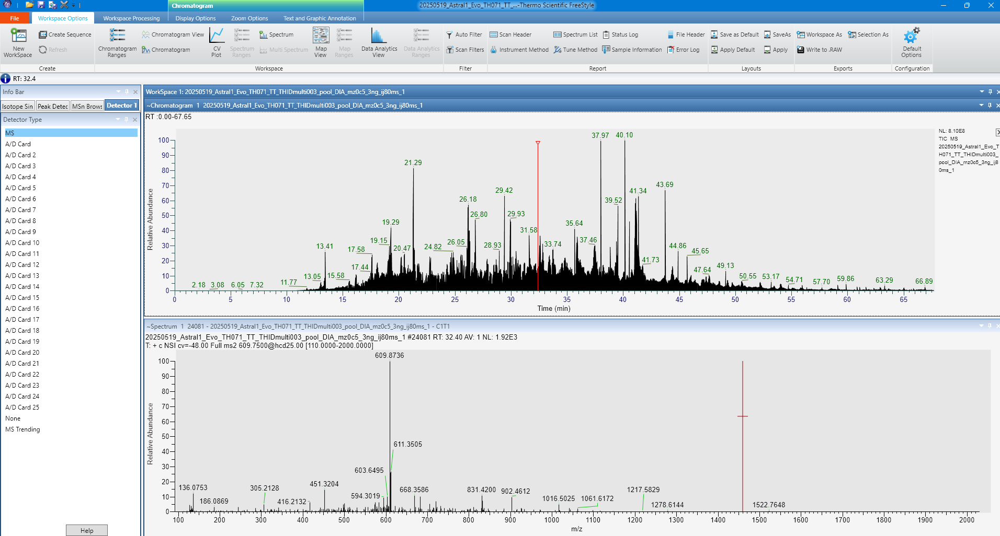 Chromatogram
20250519_Astral1_Evo_TH071_TT_...-Thermo Scientific FreeStyle
File
Workspace Options
Workspace Processing
Display Options
Zoom Options
Text and Graphic Annotation
New WorkSpace
Create Sequence
Refresh
Create
Chromatogram Ranges
Chromatogram View
Chromatogram
CV Plot
Spectrum Ranges
Spectrum
Multi Spectrum
Map View
Map Ranges
Data Analytics View
Data Analytics Ranges
Workspace
Auto Filter
Scan Filters
Filter
Scan Header
Spectrum List
Status Log
File Header
Instrument Method
Tune Method
Sample Information
Error Log
Report
Save as Default
SaveAs
Apply Default
Apply
Layouts
Workspace As
Selection As
Write to .RAW
Exports
Default Options
Configuration
RT: 32.4
Info Bar
Isotope Sin
Peak Detec
MSn Brows
Detector T
Detector Type
MS
A/D Card
A/D Card 2
A/D Card 3
A/D Card 4
A/D Card 5
A/D Card 6
A/D Card 7
A/D Card 8
A/D Card 9
A/D Card 10
A/D Card 11
A/D Card 12
A/D Card 13
A/D Card 14
A/D Card 15
A/D Card 16
A/D Card 17
A/D Card 18
A/D Card 19
A/D Card 20
A/D Card 21
A/D Card 22
A/D Card 23
A/D Card 24
A/D Card 25
None
MS Trending
Help
WorkSpace 1: 20250519_Astral1_Evo_TH071_TT_THIDmulti003_pool_DIA_mz0c5_3ng_ij80ms_1
~Chromatogram 1 20250519_Astral1_Evo_TH071_TT_THIDmulti003_pool_DIA_mz0c5_3ng_ij80ms_1
RT :0.00-67.65
Relative Abundance
100
90
80
70
60
50
40
30
20
10
0
2.18
3.08
6.05
7.32
11.77
13.05
13.41
15.58
17.44
17.58
19.15
19.29
20.47
21.29
24.82
26.05
26.18
26.80
28.93
29.42
29.93
31.58
33.74
35.64
37.46
37.97
39.52
40.10
41.34
41.73
43.69
44.86
45.65
47.64
49.13
50.55
53.17
54.71
57.70
59.86
63.29
66.89
0 5 10 15 20 25 30 35 40 45 50 55 60 65
Time (min)
NL: 8.10E8
TIC MS
20250519_Astral1_Evo_T
H071_TT_THIDmulti003_
pool_DIA_mz0c5_3ng_ij8
0ms_1
~Spectrum 1 24081 - 20250519_Astral1_Evo_TH071_TT_THIDmulti003_pool_DIA_mz0c5_3ng_ij80ms_1 - C1T1
20250519_Astral1_Evo_TH071_TT_THIDmulti003_pool_DIA_mz0c5_3ng_ij80ms_1 #24081 RT: 32.40 AV: 1 NL: 1.92E3
T: + c NSI cv=-48.00 Full ms2 609.7500@hcd25.00 [110.0000-2000.0000]
Relative Abundance
100
90
80
70
60
50
40
30
20
10
0
136.0753
186.0869
305.2128
416.2132
451.3204
594.3019
603.6495
609.8736
611.3505
668.3586
831.4200
902.4612
1016.5025
1061.6172
1217.5829
1278.6144
1522.7648
100 200 300 400 500 600 700 800 900 1000 1100 1200 1300 1400 1500 1600 1700 1800 1900 2000
m/z